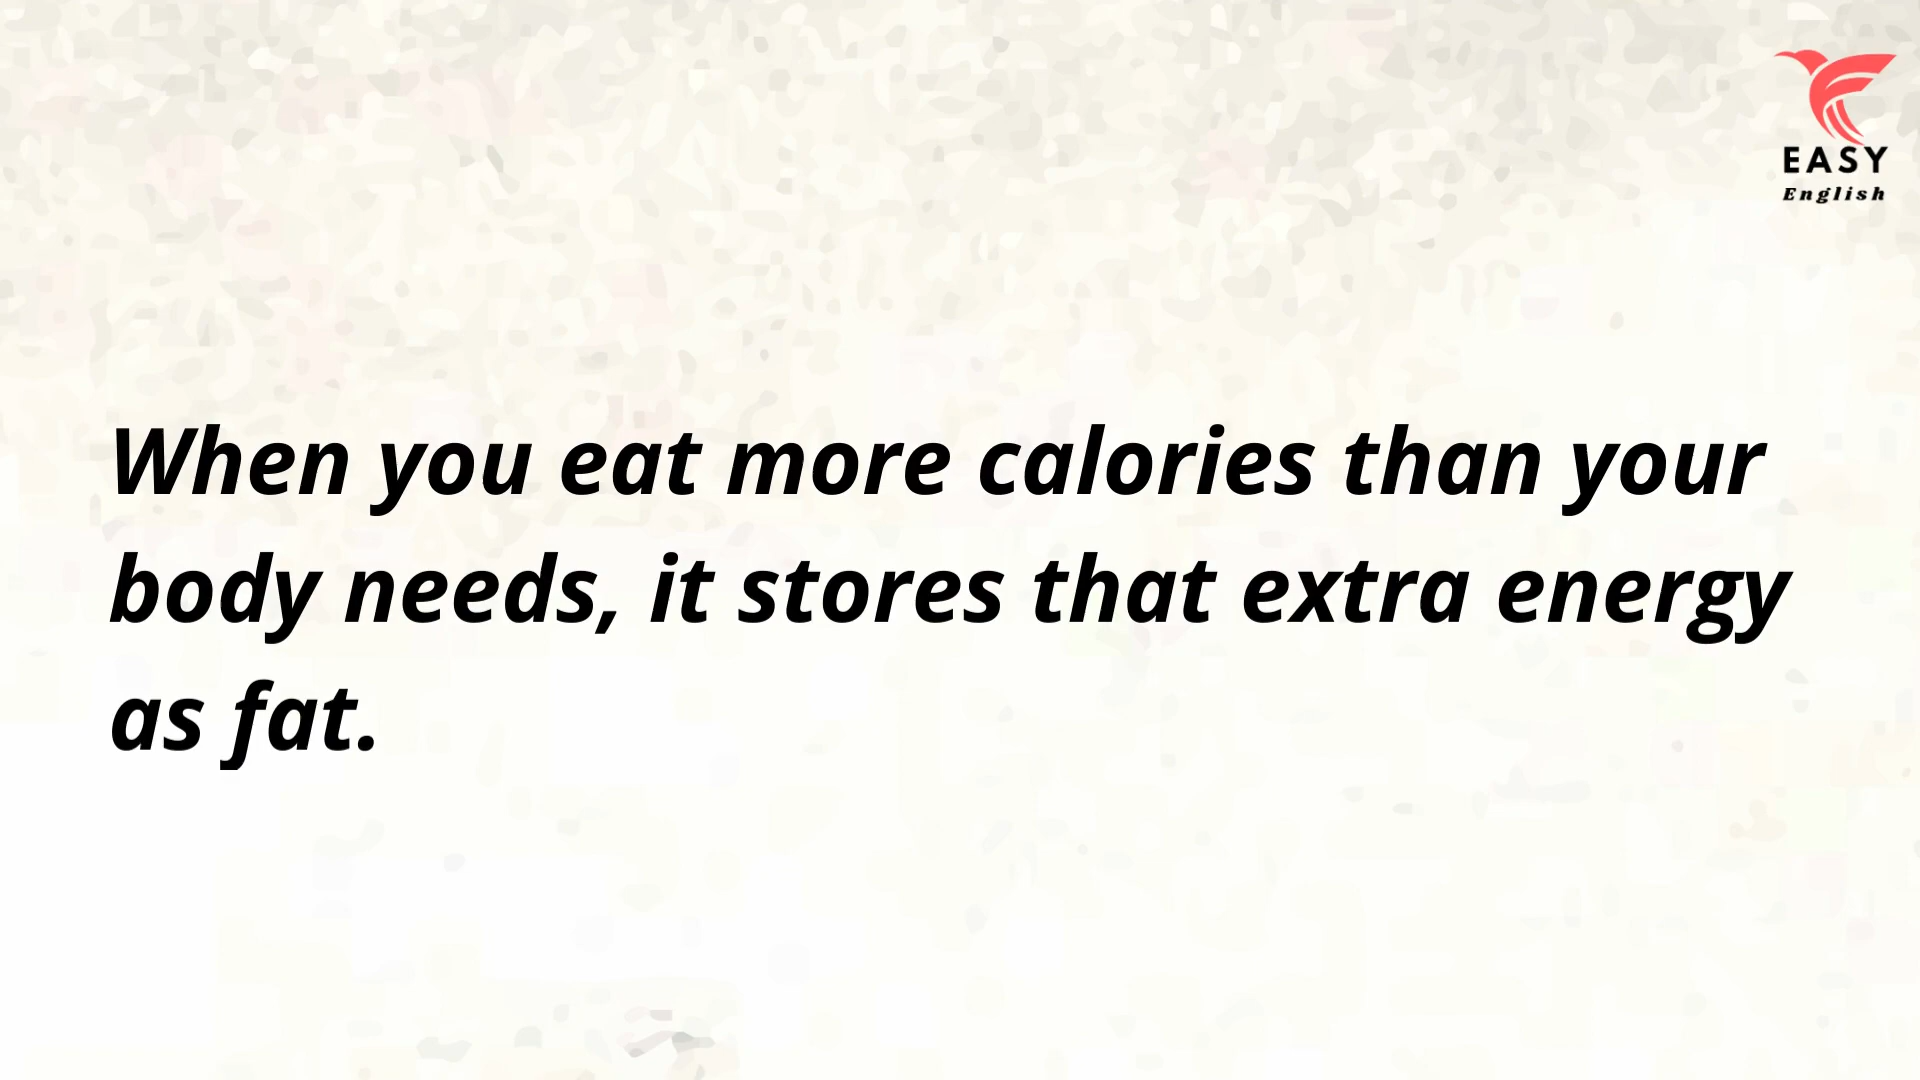 EASY
English
When you eat more calories than your
body needs, it stores that extra energy
as fat.